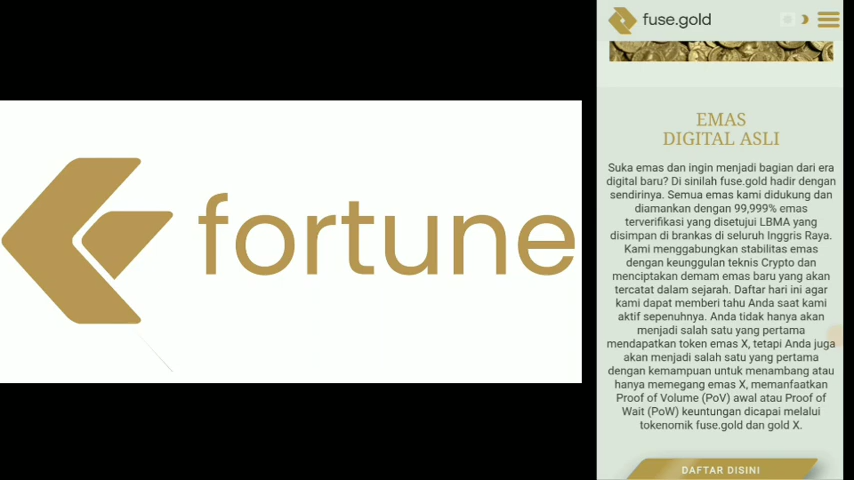 fortune
fuse.gold
EMAS
DIGITAL ASLI
Suka emas dan ingin menjadi bagian dari era
digital baru? Di sinilah fuse.gold hadir dengan
sendirinya. Semua emas kami didukung dan
diamankan dengan 99,999% emas
terverifikasi yang disetujui LBMA yang
disimpan di brankas di seluruh Inggris Raya.
Kami menggabungkan stabilitas emas
dengan keunggulan teknis Crypto dan
menciptakan demam emas baru yang akan
tercatat dalam sejarah. Daftar hari ini agar
kami dapat memberi tahu Anda saat kami
aktif sepenuhnya. Anda tidak hanya akan
menjadi salah satu yang pertama
mendapatkan token emas X, tetapi Anda juga
akan menjadi salah satu yang pertama
dengan kemampuan untuk menambang atau
hanya memegang emas X, memanfaatkan
Proof of Volume (PoV) awal atau Proof of
Wait (PoW) keuntungan dicapai melalui
tokenomik fuse.gold dan gold X.
DAFTAR DISINI